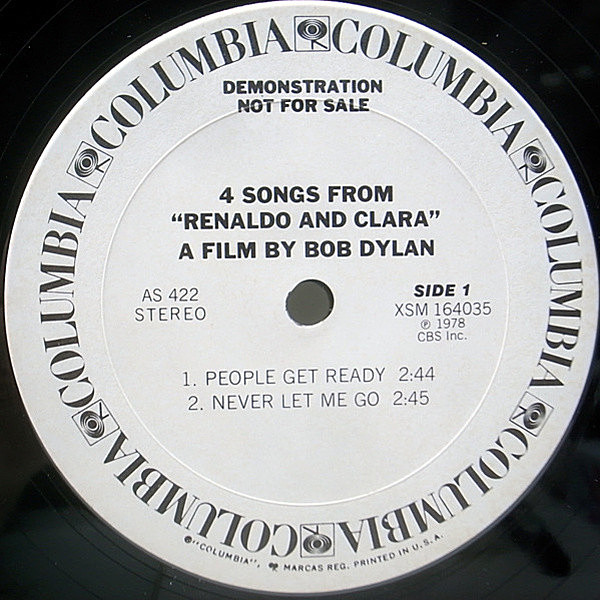 COLUMBIA COLUMBIA COLUMBIA COLUMBIA COLUMBIA COLUMBIA COLUMBIA COLUMBIA
DEMONSTRATION
NOT FOR SALE
4 SONGS FROM
“RENALDO AND CLARA”
A FILM BY BOB DYLAN
AS 422
STEREO
SIDE 1
XSM 164035
℗ 1978
CBS Inc.
1. PEOPLE GET READY 2:44
2. NEVER LET ME GO 2:45
®“COLUMBIA”, MARCAS REG. PRINTED IN U.S.A.